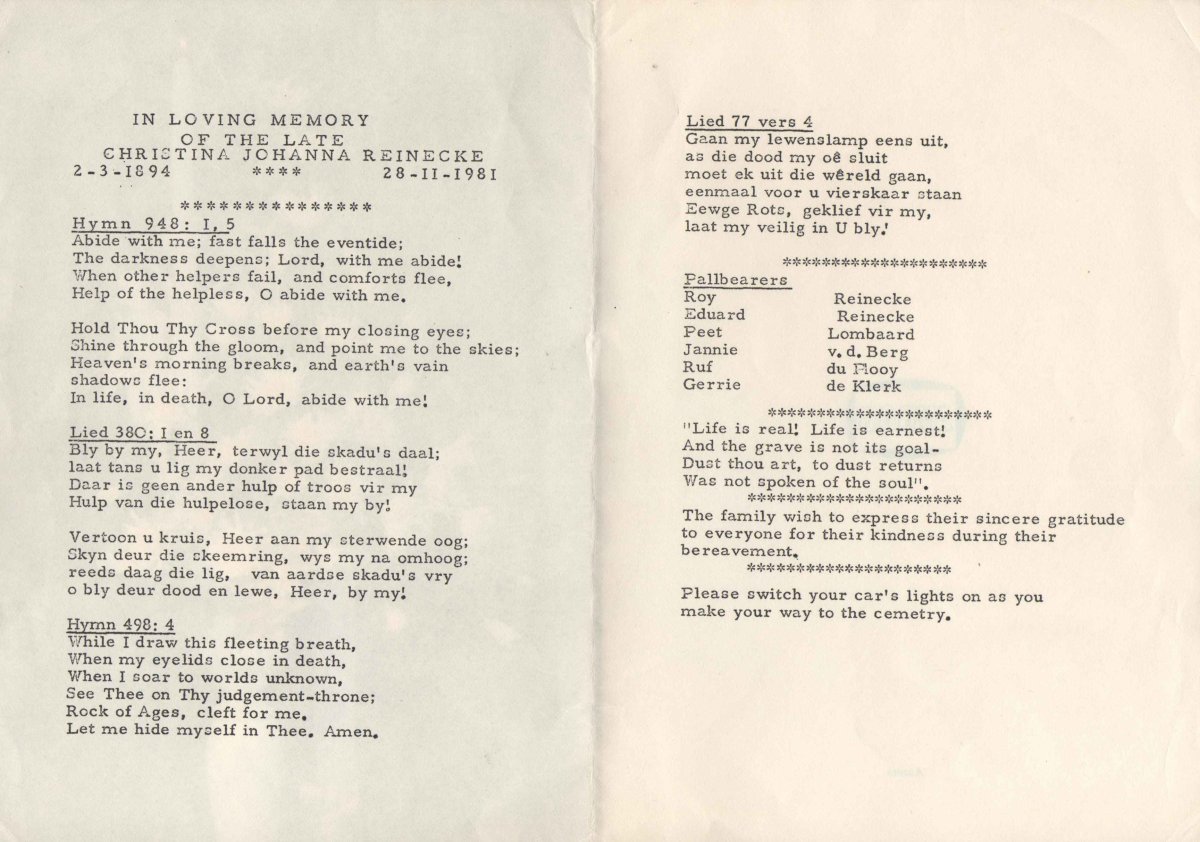 IN LOVING MEMORY
OF THE LATE
CHRISTINA JOHANNA REINECKE
2-3-1894 **** 28-II-1981
***************
Hymn 948: I, 5
Abide with me; fast falls the eventide;
The darkness deepens; Lord, with me abide!
When other helpers fail, and comforts flee,
Help of the helpless, O abide with me.
Hold Thou Thy Cross before my closing eyes;
Shine through the gloom, and point me to the skies;
Heaven's morning breaks, and earth's vain
shadows flee:
In life, in death, O Lord, abide with me!
Lied 380: I en 8
Bly by my, Heer, terwyl die skadu's daal;
laat tans u lig my donker pad bestraal!
Daar is geen ander hulp of troos vir my
Hulp van die hulpelose, staan my by!
Vertoon u kruis, Heer aan my sterwende oog;
Skyn deur die skeemring, wys my na omhoog;
reeds daag die lig, van aardse skadu's vry
o bly deur dood en lewe, Heer, by my!
Hymn 498: 4
While I draw this fleeting breath,
When my eyelids close in death,
When I soar to worlds unknown,
See Thee on Thy judgement-throne;
Rock of Ages, cleft for me.
Let me hide myself in Thee. Amen.
Lied 77 vers 4
Gaan my lewenslamp eens uit,
as die dood my oê sluit
moet ek uit die wêreld gaan,
eenmaal voor u vierskaar staan
Eewge Rots, geklief vir my,
laat my veilig in U bly!
*********************
Pallbearers
Roy Reinecke
Eduard Reinecke
Peet Lombaard
Jannie v.d. Berg
Ruf du Plooy
Gerrie de Klerk
***********************
"Life is real! Life is earnest!
And the grave is not its goal-
Dust thou art, to dust returns
Was not spoken of the soul".
**********************
The family wish to express their sincere gratitude
to everyone for their kindness during their
bereavement.
*********************
Please switch your car's lights on as you
make your way to the cemetry.